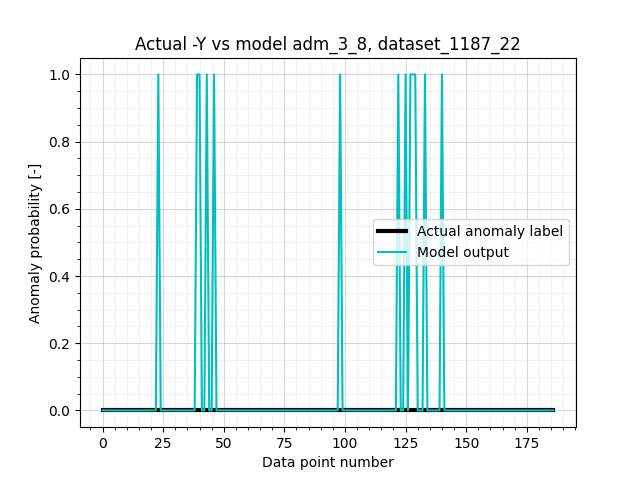 Actual -Y vs model adm_3_8, dataset_1187_22
1.0
0.8
0.6
0.4
0.2
0.0
Anomaly probability [-]
Actual anomaly label
Model output
0 25 50 75 100 125 150 175
Data point number